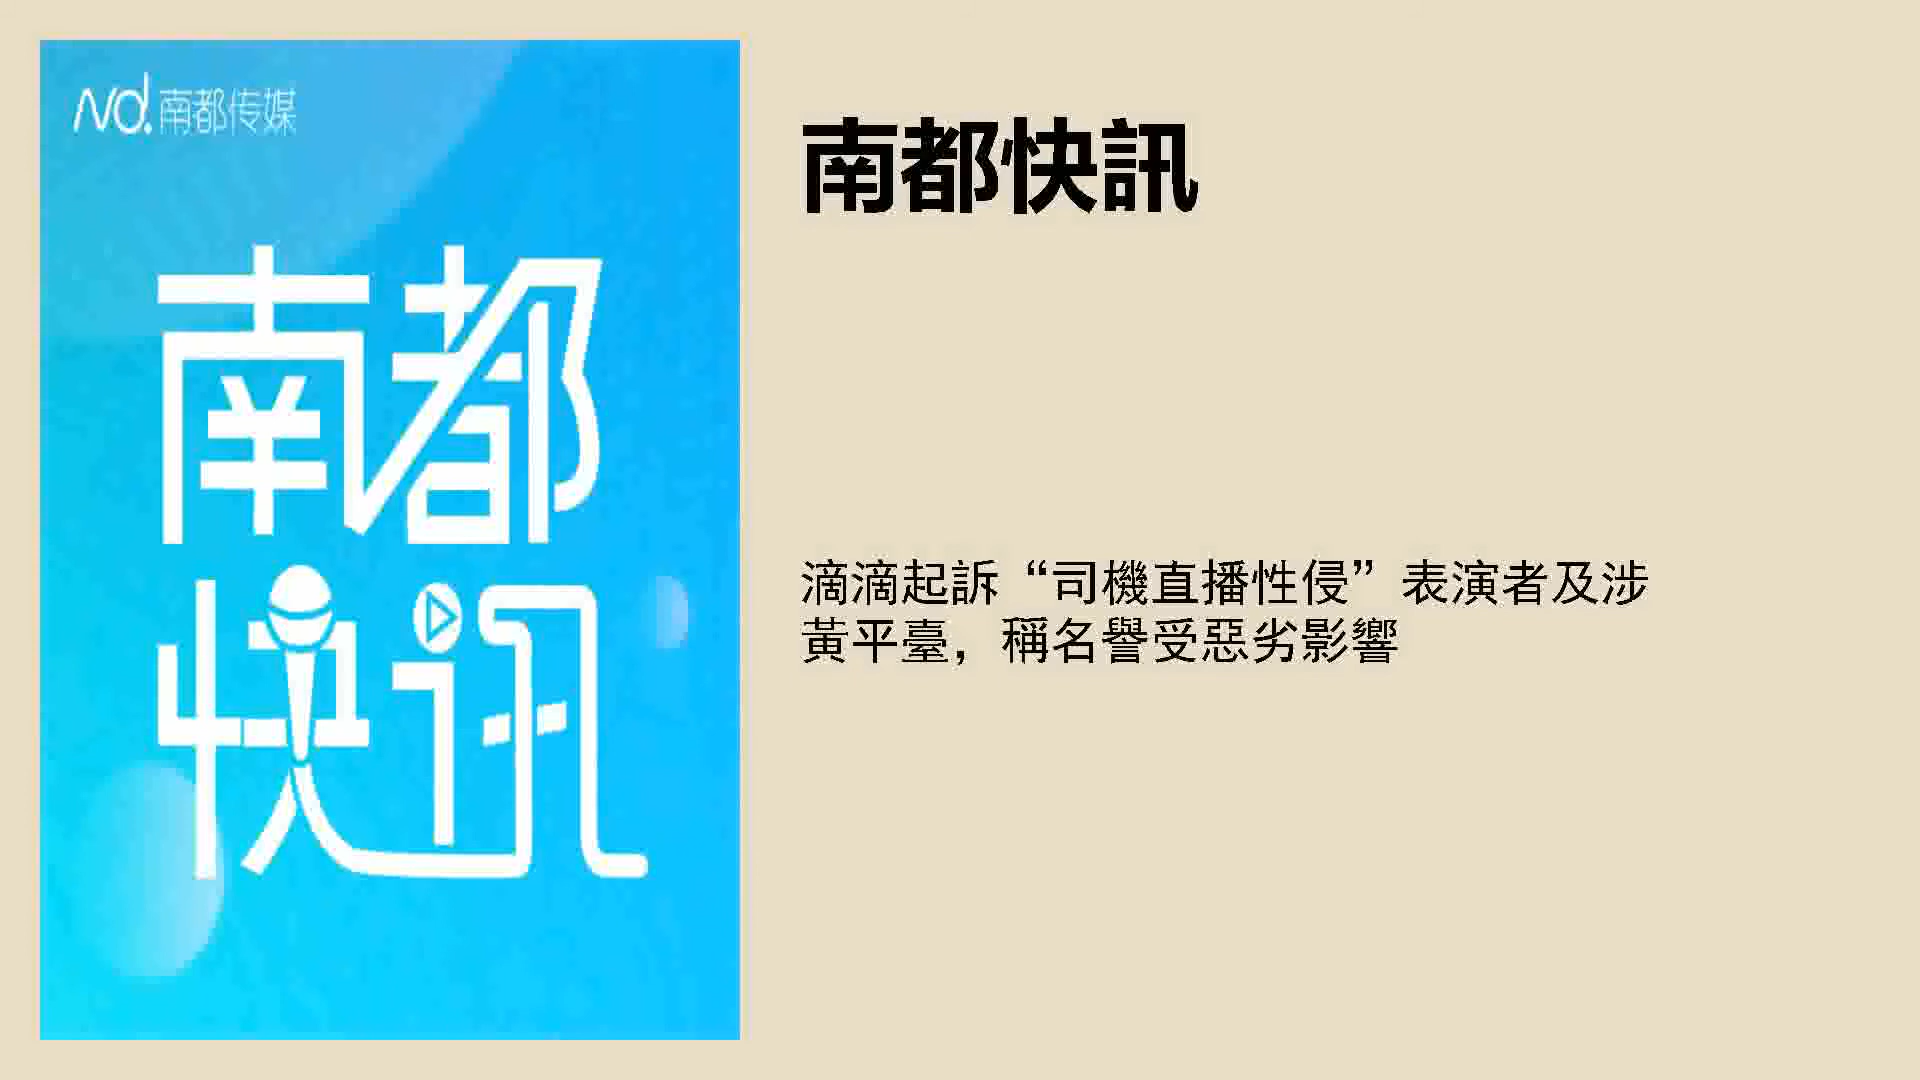 Nd.南都传媒
南都
快讯
南都快訊
滴滴起訴“司機直播性侵”表演者及涉
黃平臺，稱名譽受惡劣影響